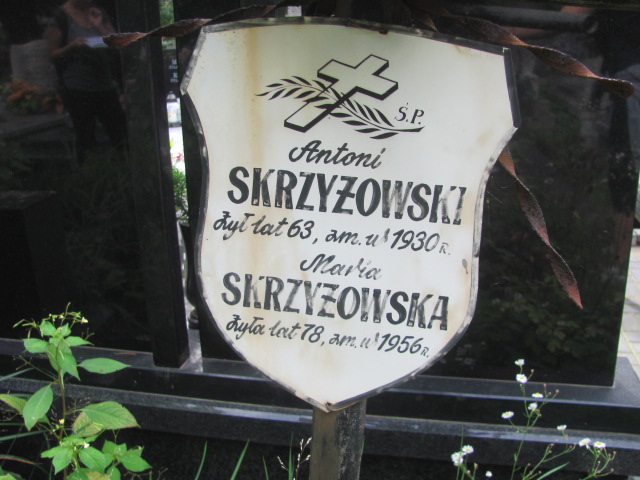 Ś.P.
Antoni
SKRZYŻOWSKI
żył lat 63, zm. w 1930 R.
Maria
SKRZYŻOWSKA
żyła lat 78, zm. w 1956 R.